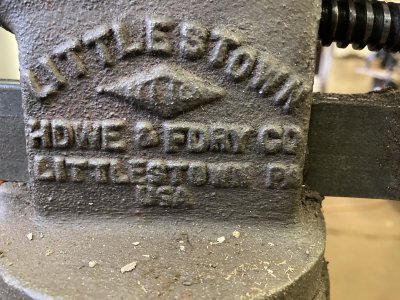 LITTLESTOWN
HDWE & FDRY CO
LITTLESTOWN PA
USA